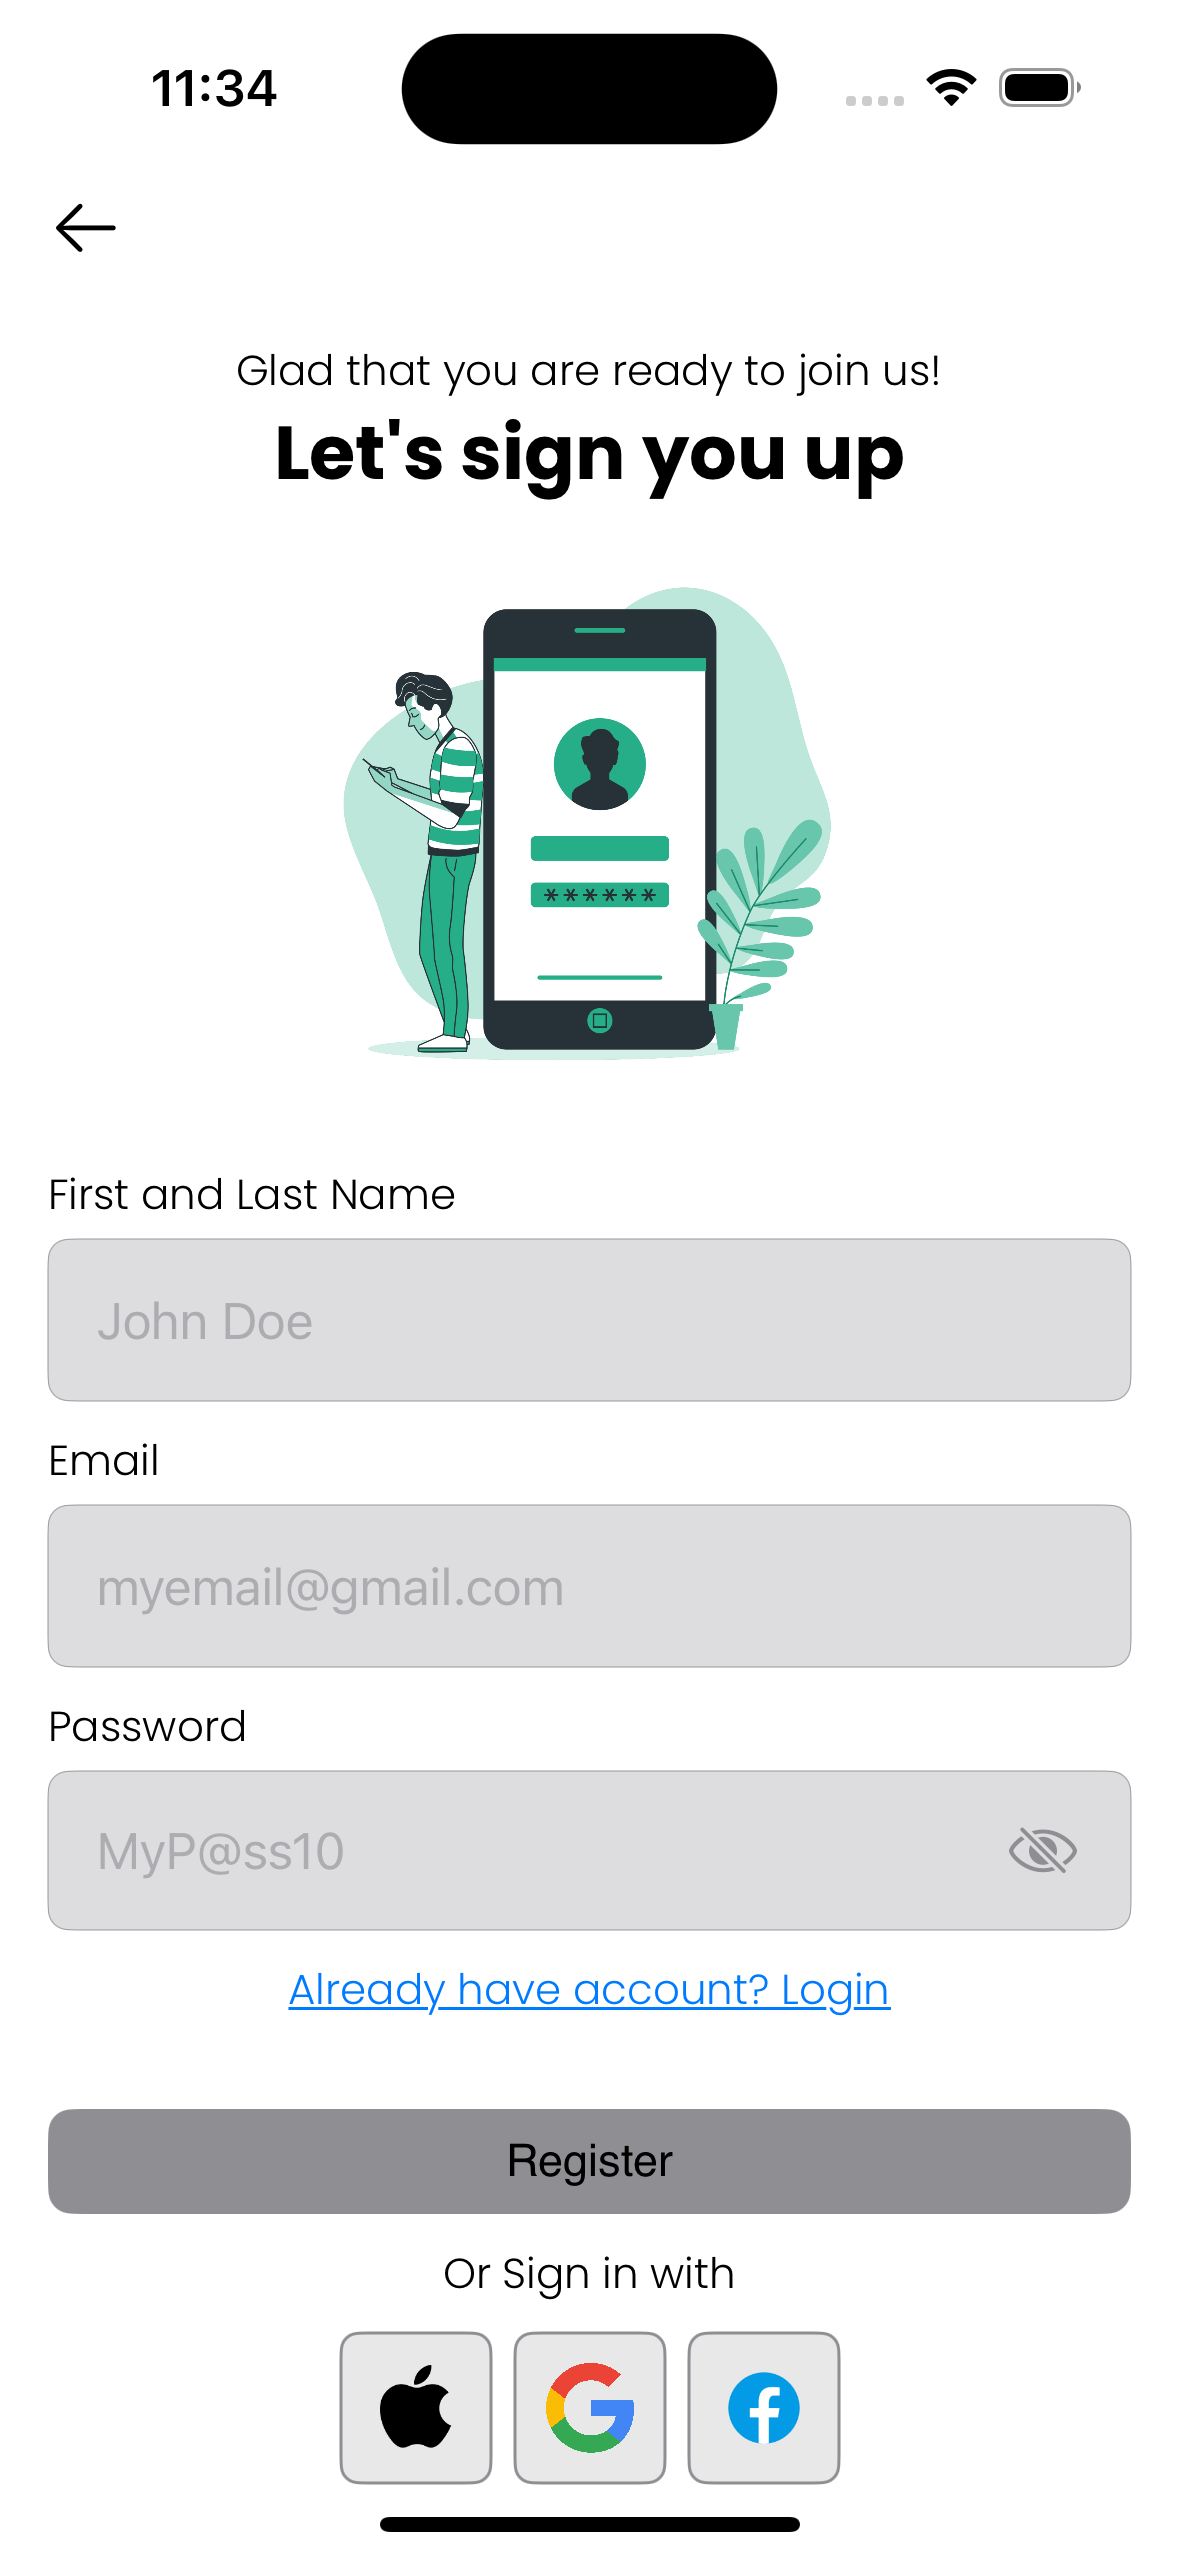 11:34
Glad that you are ready to join us!
Let's sign you up
******
First and Last Name
John Doe
Email
myemail@gmail.com
Password
MyP@ss10
Already have account? Login
Register
Or Sign in with